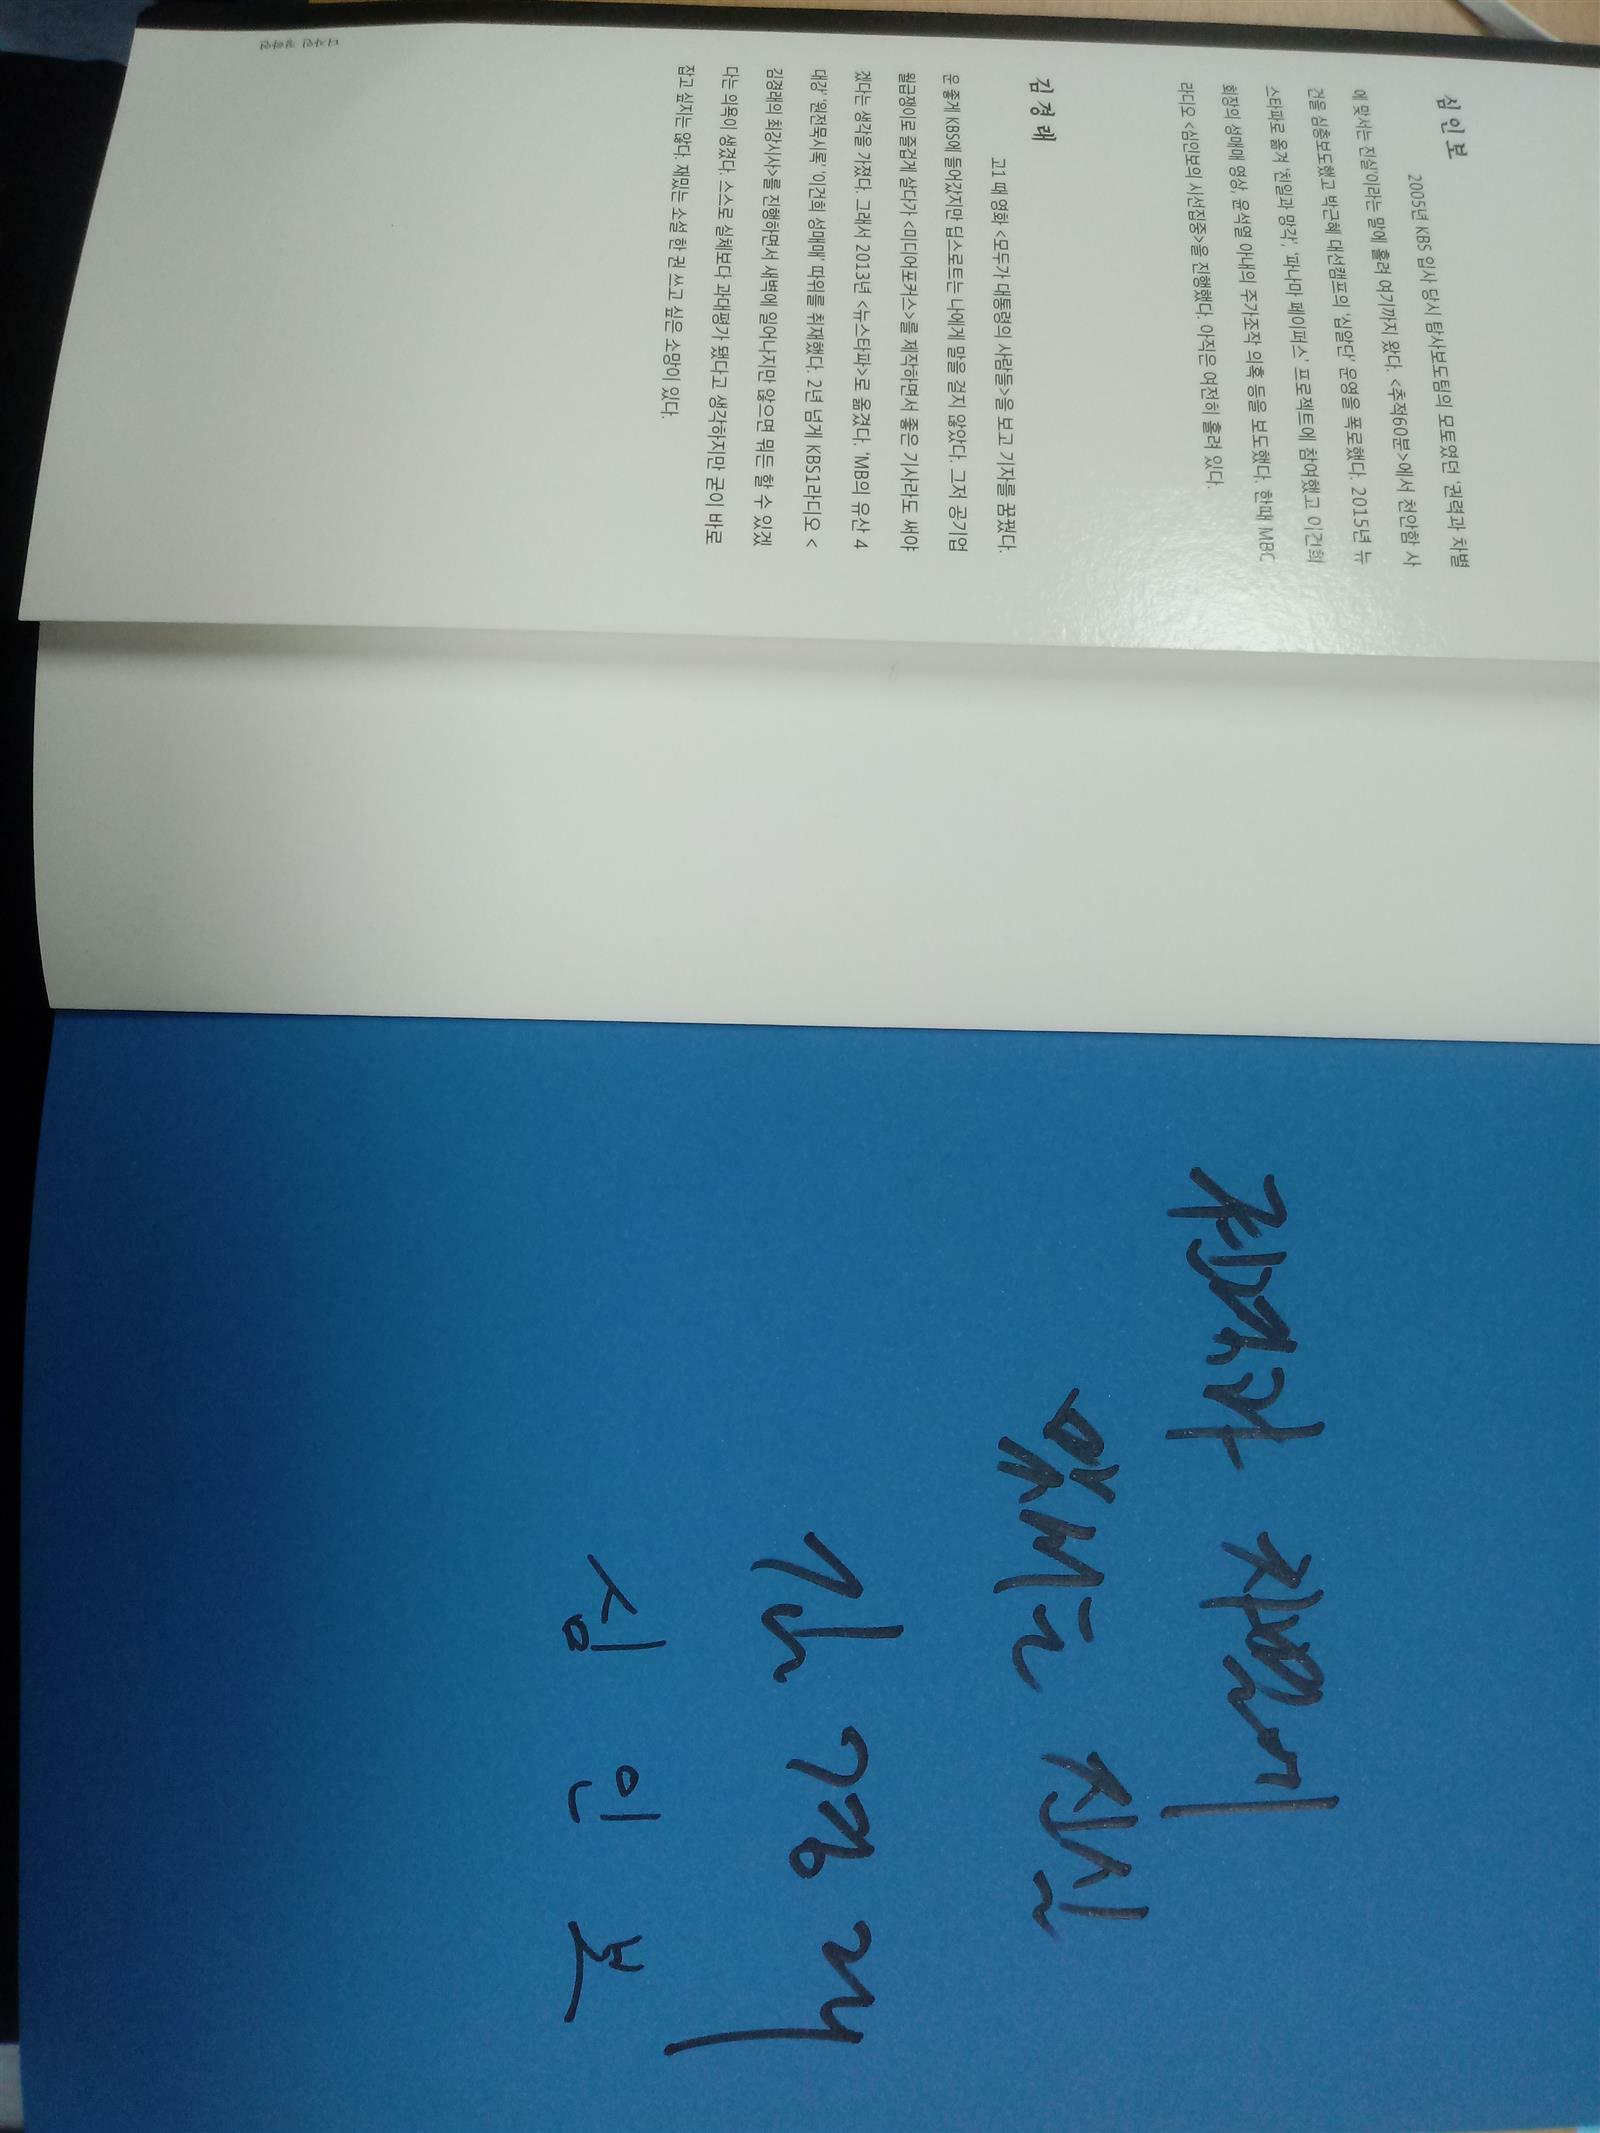 심인보
2005년 KBS 입사 당시 탐사보도팀의 모토였던 ‘권력과 차별
에 맞서는 진실’이라는 말에 홀려 여기까지 왔다. <추적60분>에서 천안함 사
건을 심층보도했고 박근혜 대선캠프의 ‘십알단’ 운영을 폭로했다. 2015년 뉴
스타파로 옮겨 ‘친일과 망각’, ‘파나마 페이퍼스’ 프로젝트에 참여했고 이건희
회장의 성매매 영상, 윤석열 아내의 주가조작 의혹 등을 보도했다. 한때 MBC
라디오 <심인보의 시선집중>을 진행했다. 아직은 여전히 홀려 있다.
김경래
고1 때 영화 <모두가 대통령의 사람들>을 보고 기자를 꿈꿨다.
운 좋게 KBS에 들어갔지만 딥스로트는 나에게 말을 걸지 않았다. 그저 공기업
월급쟁이로 즐겁게 살다가 <미디어포커스>를 제작하면서 좋은 기사라도 써야
겠다는 생각을 가졌다. 그래서 2013년 <뉴스타파>로 옮겼다. ‘MB의 유산 4
대강’ ‘원전묵시록’ ‘이건희 성매매’ 따위를 취재했다. 2년 넘게 KBS1라디오 <
김경래의 최강시사>를 진행하면서 새벽에 일어나지만 않으면 뭐든 할 수 있겠
다는 의욕이 생겼다. 스스로 실체보다 과대평가 됐다고 생각하지만 굳이 바로
잡고 싶지는 않다. 재밌는 소설 한 권 쓰고 싶은 소망이 있다.
차별에
맞서는 진실
김경래
심인보